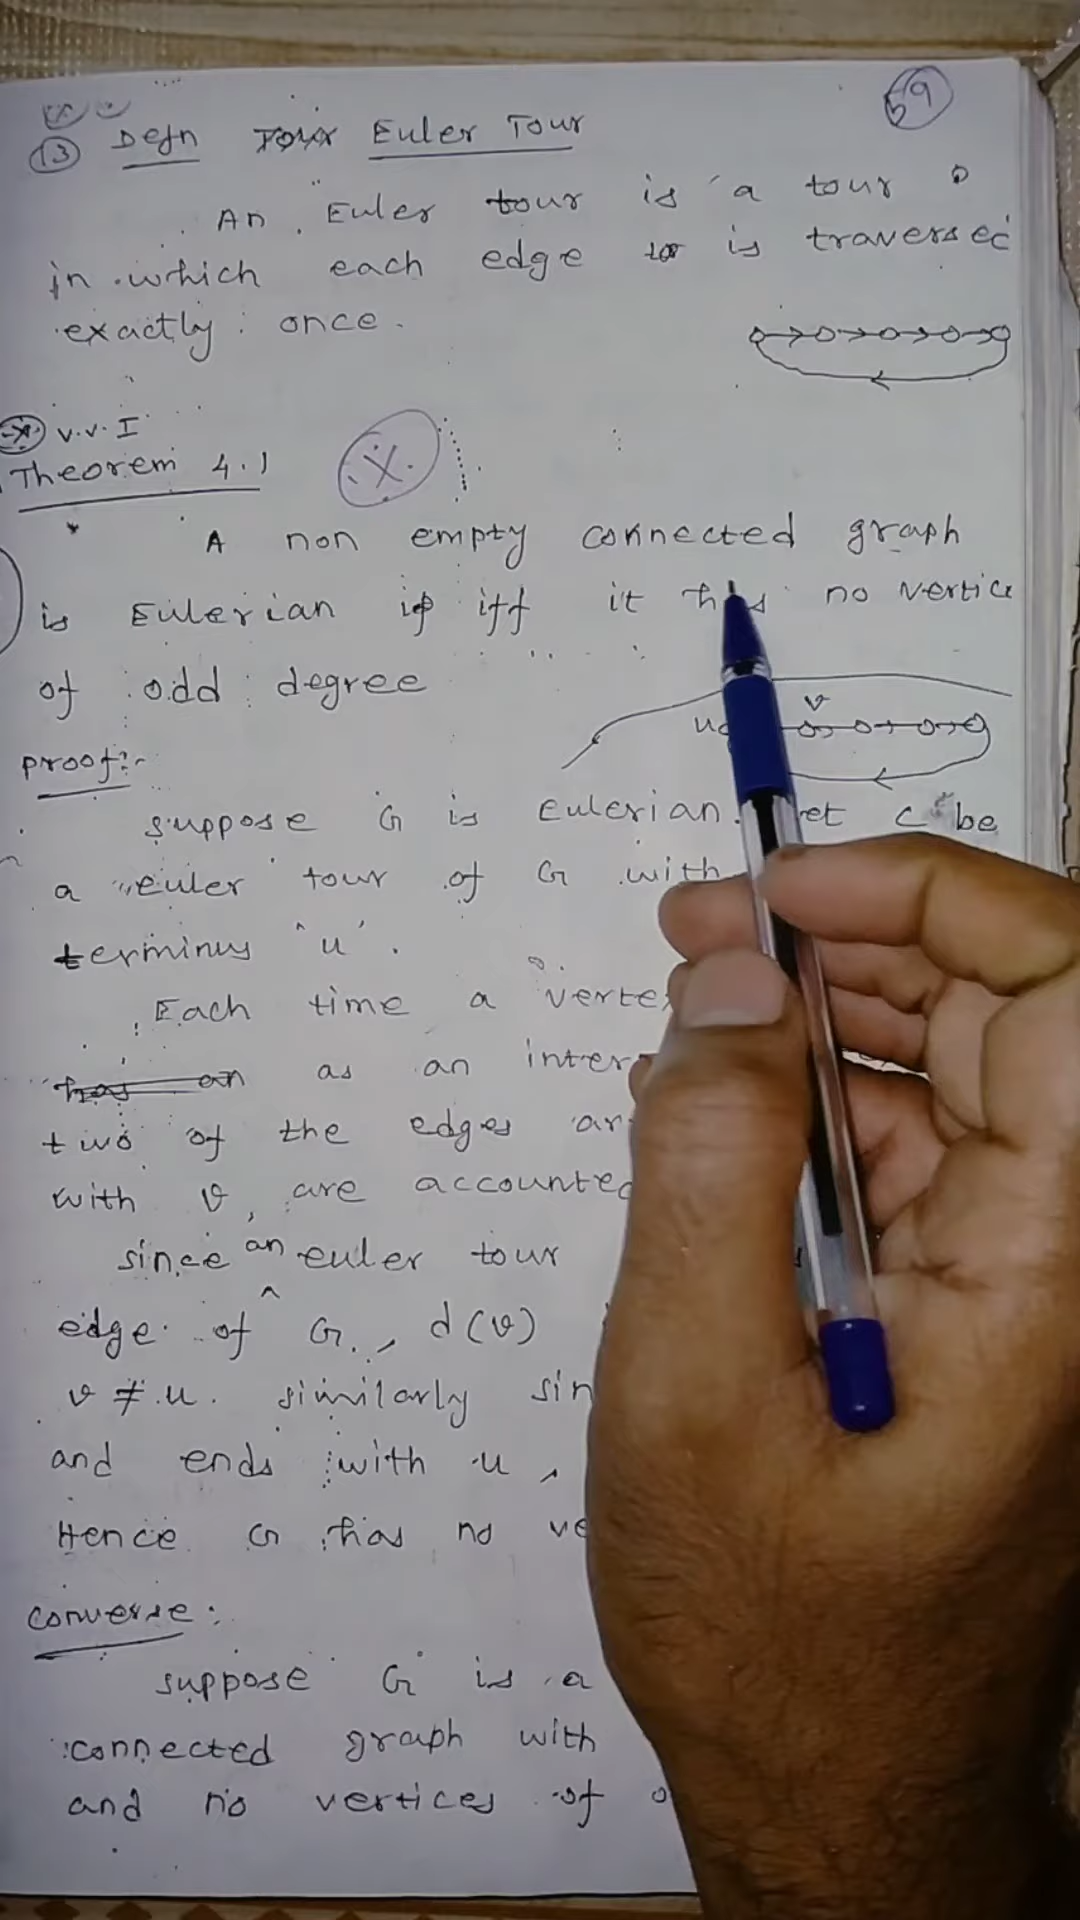 59
13 Defn Euler Tour
An Euler tour is a tour
in which each edge is traversed
exactly once.
V.V.I
Theorem 4.1
A non empty connected graph
is Eulerian iff it has no vertice
of odd degree
v
u
proof:-
suppose G is Eulerian. Let C be
a euler tour of G with
terminus 'u'.
Each time a
as an
two of the edges
with v, are
since an euler tour
edge of G, d(v)
v ≠ u. similarly
and ends with u,
Hence G has no
converse:
suppose G is a
connected graph with
and no vertices of